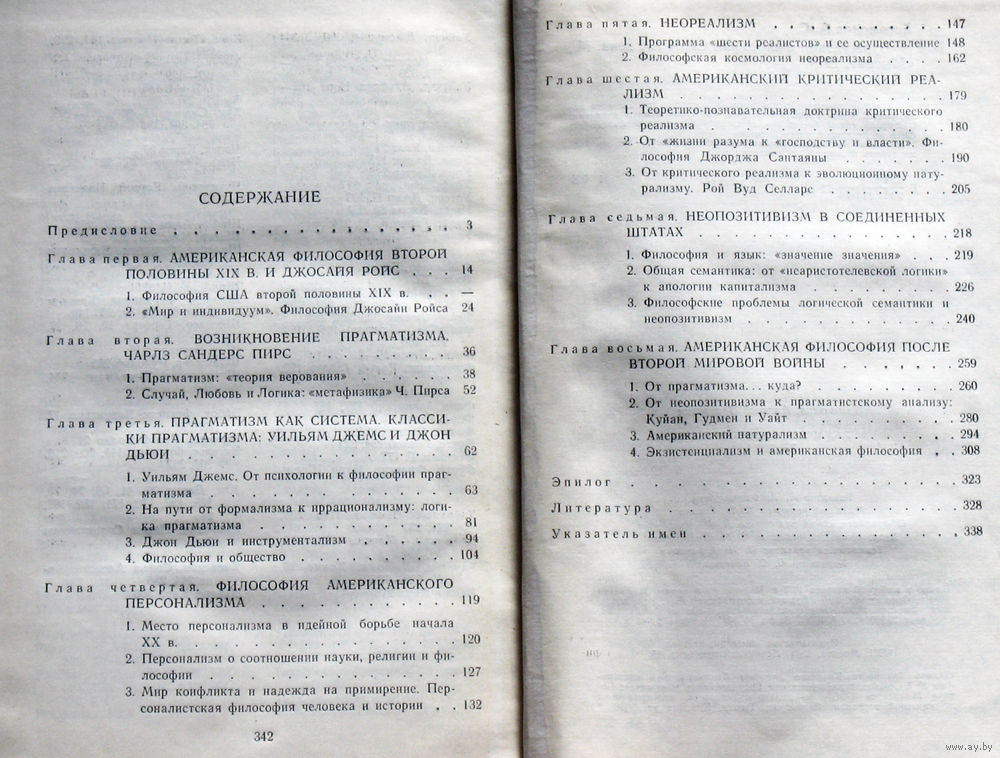 СОДЕРЖАНИЕ
Предисловие . . . . . . . . . . . . . . . 3
Глава первая. АМЕРИКАНСКАЯ ФИЛОСОФИЯ ВТОРОЙ
ПОЛОВИНЫ XIX В. И ДЖОСАЙЯ РОЙС . . . 14
1. Философия США второй половины XIX в. . . —
2. «Мир и индивидуум». Философия Джосайи Ройса 24
Глава вторая. ВОЗНИКНОВЕНИЕ ПРАГМАТИЗМА.
ЧАРЛЗ САНДЕРС ПИРС . . . . . . . . . 36
1. Прагматизм: «теория верования» . . . . . . 38
2. Случай, Любовь и Логика: «метафизика» Ч. Пирса 52
Глава третья. ПРАГМАТИЗМ КАК СИСТЕМА. КЛАССИ-
КИ ПРАГМАТИЗМА: УИЛЬЯМ ДЖЕМС И ДЖОН
ДЬЮИ . . . . . . . . . . . . . . . 62
1. Уильям Джемс. От психологии к философии праг-
матизма . . . . . . . . . . . . . . 63
2. На пути от формализма к иррационализму: логи-
ка прагматизма . . . . . . . . . . . 81
3. Джон Дьюи и инструментализм . . . . . . 94
4. Философия и общество . . . . . . . . . 104
Глава четвертая. ФИЛОСОФИЯ АМЕРИКАНСКОГО
ПЕРСОНАЛИЗМА . . . . . . . . . . . 119
1. Место персонализма в идейной борьбе начала
XX в. . . . . . . . . . . . . . . . 120
2. Персонализм о соотношении науки, религии и фи-
лософии . . . . . . . . . . . . . . 127
3. Мир конфликта и надежда на примирение. Пер-
соналистская философия человека и истории . . 132
342
Глава пятая. НЕОРЕАЛИЗМ . . . . . . . . . . 147
1. Программа «шести реалистов» и ее осуществление 148
2. Философская космология неореализма . . . . 162
Глава шестая. АМЕРИКАНСКИЙ КРИТИЧЕСКИЙ РЕА-
ЛИЗМ . . . . . . . . . . . . . . . 179
1. Теоретико-познавательная доктрина критического
реализма . . . . . . . . . . . . . 180
2. От «жизни разума к «господству и власти». Фи-
лософия Джорджа Сантаяны . . . . . . . 190
3. От критического реализма к эволюционному нату-
рализму. Рой Вуд Селларс . . . . . . . . 205
Глава седьмая. НЕОПОЗИТИВИЗМ В СОЕДИНЕННЫХ
ШТАТАХ . . . . . . . . . . . . . . 218
1. Философия и язык: «значение значения» . . . 219
2. Общая семантика: от «неаристотелевской логики»
к апологии капитализма . . . . . . . . 226
3. Философские проблемы логической семантики и
неопозитивизм . . . . . . . . . . . . 240
Глава восьмая. АМЕРИКАНСКАЯ ФИЛОСОФИЯ ПОСЛЕ
ВТОРОЙ МИРОВОЙ ВОЙНЫ . . . . . . . 259
1. От прагматизма... куда? . . . . . . . . . 260
2. От неопозитивизма к прагматистскому анализу:
Куйан, Гудмен и Уайт . . . . . . . . . 280
3. Американский натурализм . . . . . . . . 294
4. Экзистенциализм и американская философия . . 308
Эпилог . . . . . . . . . . . . . . . . 323
Литература . . . . . . . . . . . . . . . 328
Указатель имен . . . . . . . . . . . . . . 338
www.ay.by